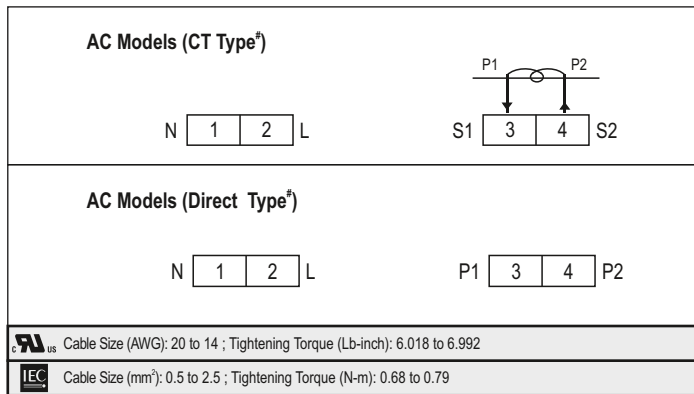 AC Models (CT Type#)
P1 P2
N 1 2 L S1 3 4 S2
AC Models (Direct Type#)
N 1 2 L P1 3 4 P2
c RU us Cable Size (AWG): 20 to 14 ; Tightening Torque (Lb-inch): 6.018 to 6.992
IEC Cable Size (mm²): 0.5 to 2.5 ; Tightening Torque (N-m): 0.68 to 0.79